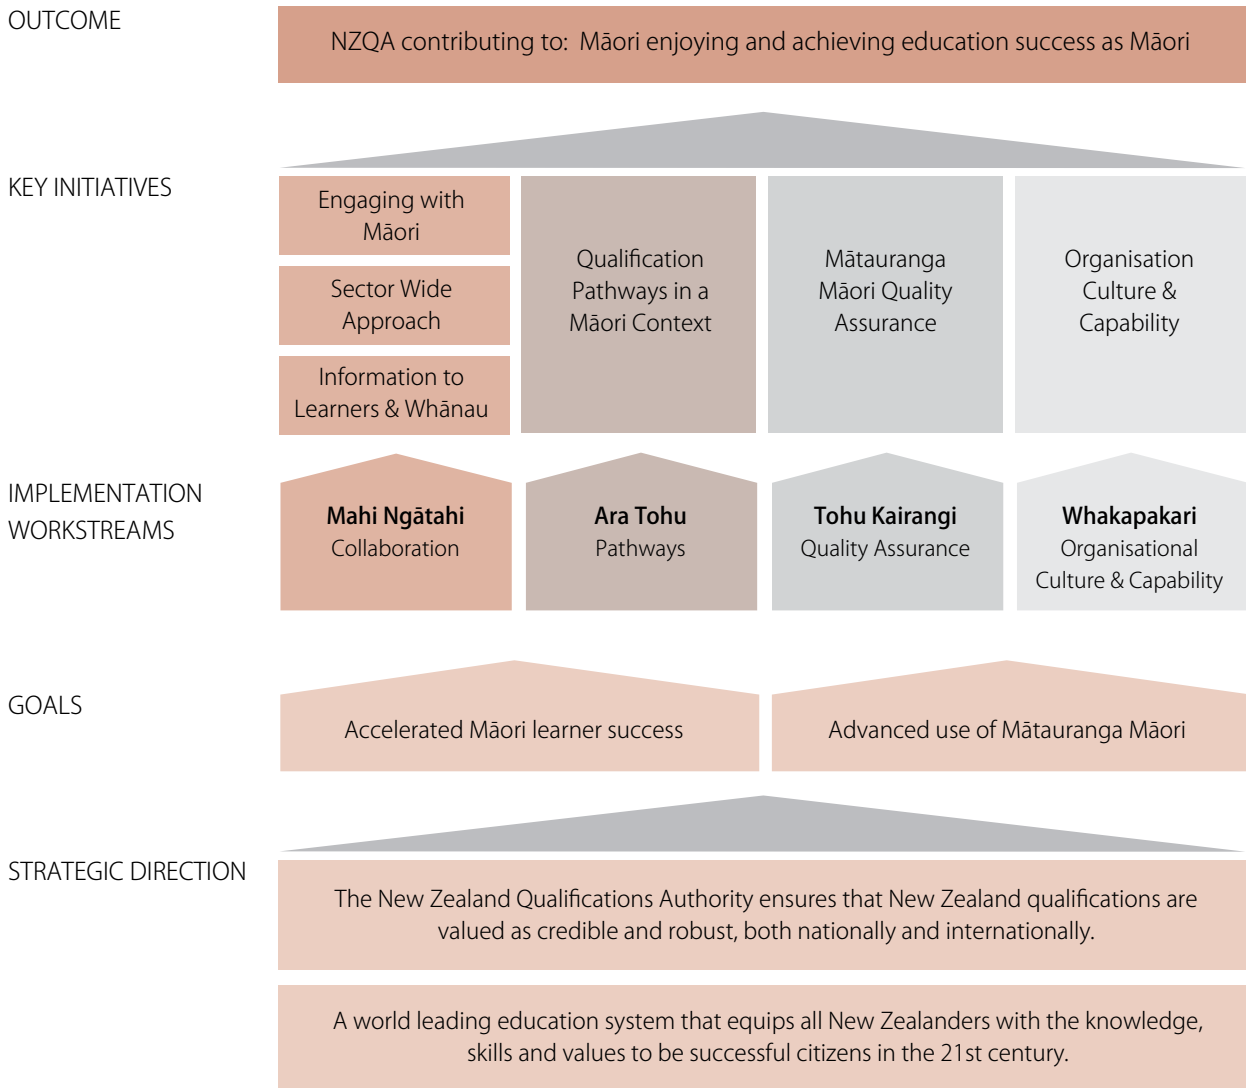 OUTCOME
NZQA contributing to: Māori enjoying and achieving education success as Māori
KEY INITIATIVES
Engaging with
Māori
Sector Wide
Approach
Information to
Learners & Whānau
Qualification
Pathways in a
Māori Context
Mātauranga
Māori Quality
Assurance
Organisation
Culture &
Capability
IMPLEMENTATION
WORKSTREAMS
Mahi Ngātahi
Collaboration
Ara Tohu
Pathways
Tohu Kairangi
Quality Assurance
Whakapakari
Organisational
Culture & Capability
GOALS
Accelerated Māori learner success
Advanced use of Mātauranga Māori
STRATEGIC DIRECTION
The New Zealand Qualifications Authority ensures that New Zealand qualifications are
valued as credible and robust, both nationally and internationally.
A world leading education system that equips all New Zealanders with the knowledge,
skills and values to be successful citizens in the 21st century.